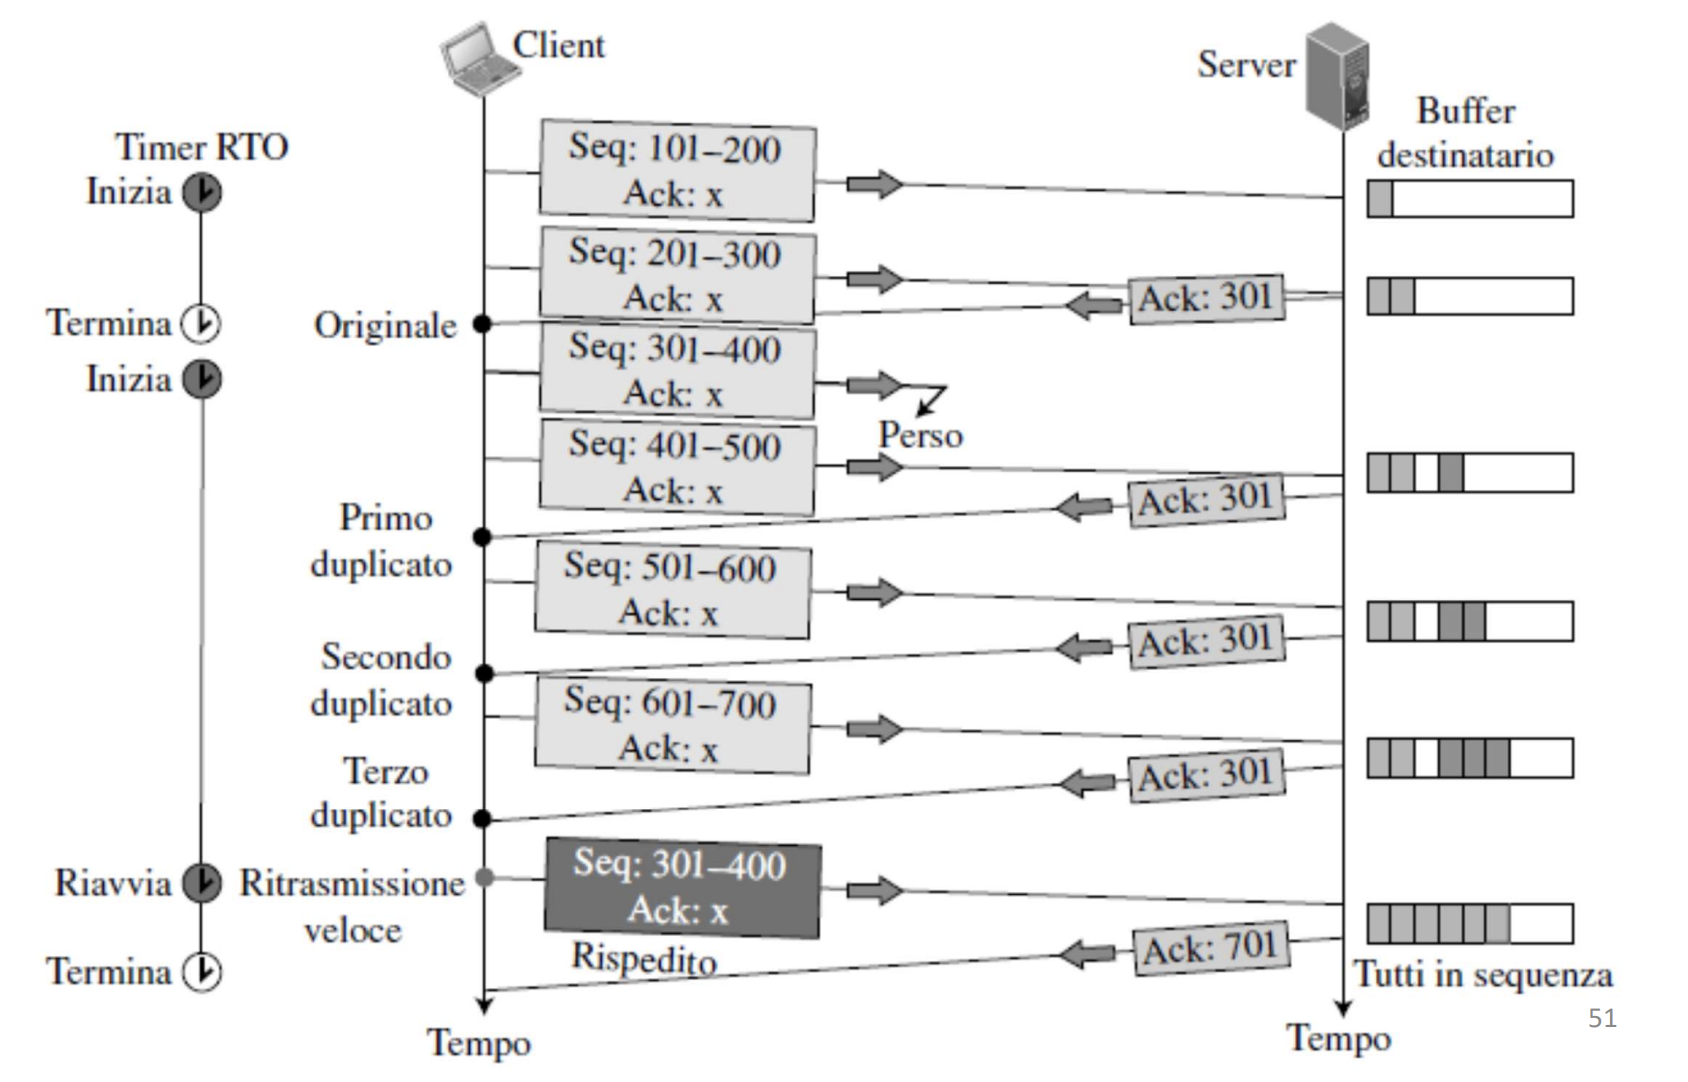 Client
Server
Buffer
destinatario
Timer RTO
Inizia
Seq: 101–200
Ack: x
Seq: 201–300
Ack: x
Ack: 301
Termina
Originale
Inizia
Seq: 301–400
Ack: x
Perso
Seq: 401–500
Ack: x
Ack: 301
Primo
duplicato
Seq: 501–600
Ack: x
Ack: 301
Secondo
duplicato
Seq: 601–700
Ack: x
Ack: 301
Terzo
duplicato
Riavvia
Ritrasmissione
veloce
Seq: 301–400
Ack: x
Rispedito
Ack: 701
Termina
Tutti in sequenza
51
Tempo
Tempo